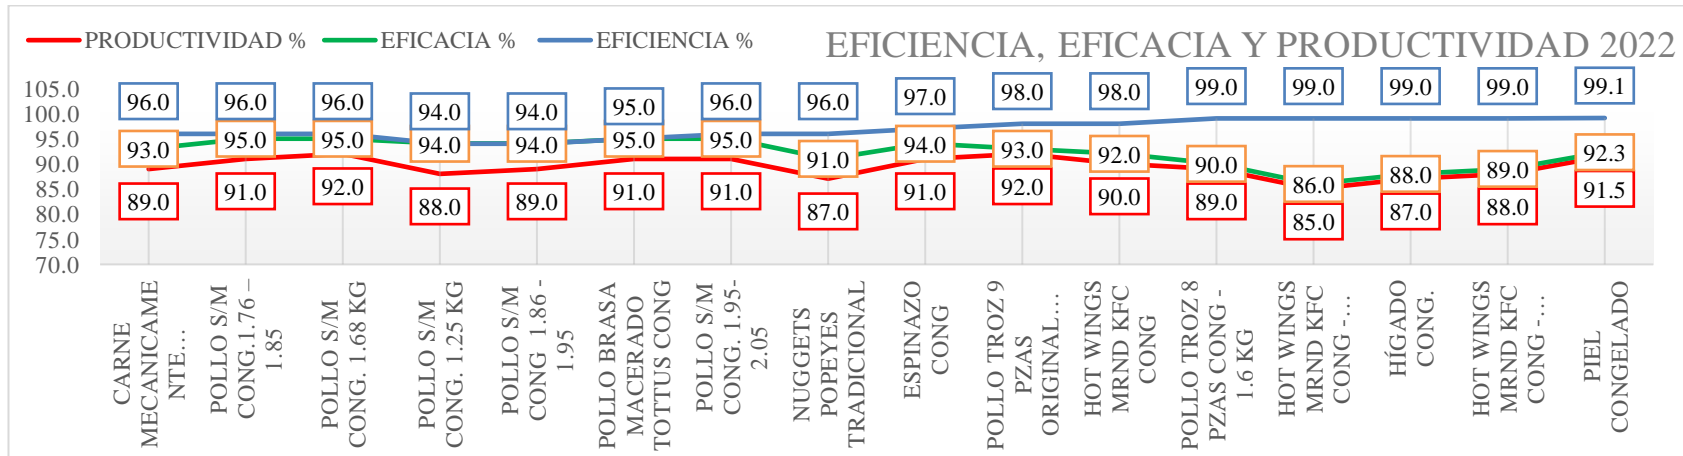 PRODUCTIVIDAD % EFICACIA % EFICIENCIA %
EFICIENCIA, EFICACIA Y PRODUCTIVIDAD 2022
105.0
100.0
95.0
90.0
85.0
80.0
75.0
70.0
96.0 96.0 96.0 94.0 94.0 95.0 96.0 96.0 97.0 98.0 98.0 99.0 99.0 99.0 99.0 99.1
93.0 95.0 95.0 94.0 94.0 95.0 95.0 91.0 94.0 93.0 92.0 90.0 86.0 88.0 89.0 92.3
89.0 91.0 92.0 88.0 89.0 91.0 91.0 87.0 91.0 92.0 90.0 89.0 85.0 87.0 88.0 91.5
CARNE
MECANICAME
NTE…
POLLO S/M
CONG.1.76 –
1.85
POLLO S/M
CONG. 1.68 KG
POLLO S/M
CONG. 1.25 KG
POLLO S/M
CONG 1.86 -
1.95
POLLO BRASA
MACERADO
TOTTUS CONG
POLLO S/M
CONG. 1.95-
2.05
NUGGETS
POPEYES
TRADICIONAL
ESPINAZO
CONG
POLLO TROZ 9
PZAS
ORIGINAL…
HOT WINGS
MRND KFC
CONG
POLLO TROZ 8
PZAS CONG -
1.6 KG
HOT WINGS
MRND KFC
CONG -…
HÍGADO
CONG.
HOT WINGS
MRND KFC
CONG -…
PIEL
CONGELADO